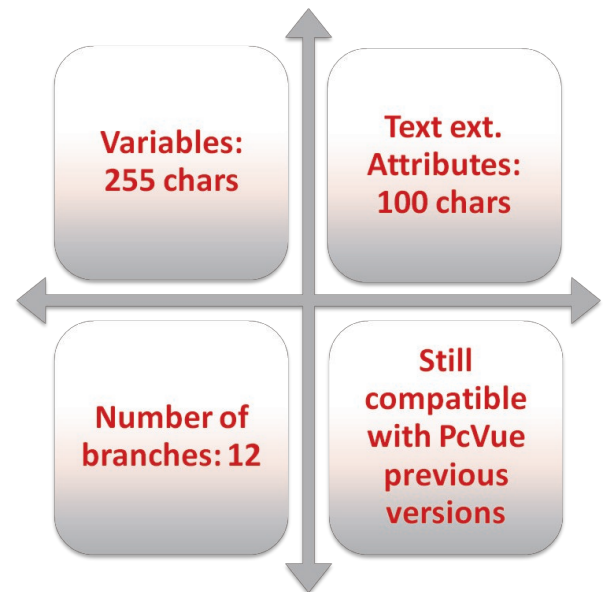 Variables:
255 chars
Text ext.
Attributes:
100 chars
Number of
branches: 12
Still
compatible
with PcVue
previous
versions